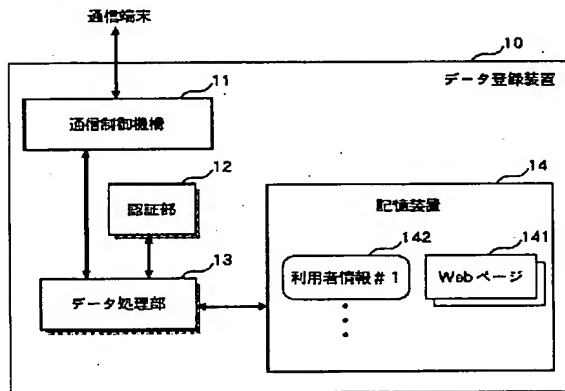 通信端末
10
データ登録装置
11
通信制御機構
12
認証部
13
データ処理部
14
記憶装置
142
利用者情報#1
141
Webページ